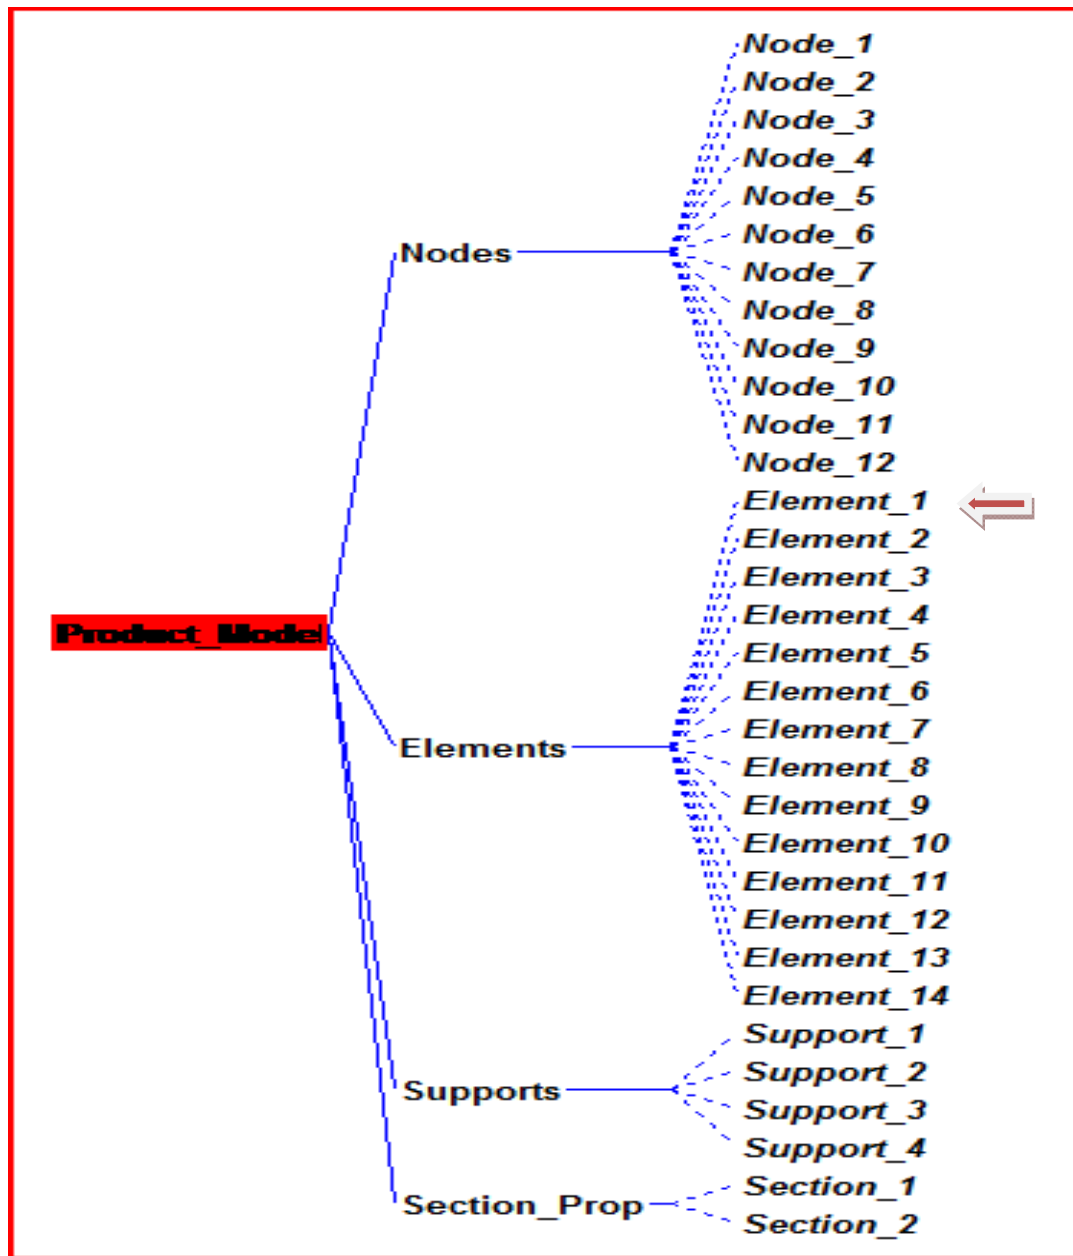 Node_1
Node_2
Node_3
Node_4
Node_5
Node_6
Nodes
Node_7
Node_8
Node_9
Node_10
Node_11
Node_12
Element_1
Element_2
Element_3
Element_4
Product_Model
Element_5
Element_6
Element_7
Elements
Element_8
Element_9
Element_10
Element_11
Element_12
Element_13
Element_14
Support_1
Support_2
Supports
Support_3
Support_4
Section_1
Section_Prop
Section_2